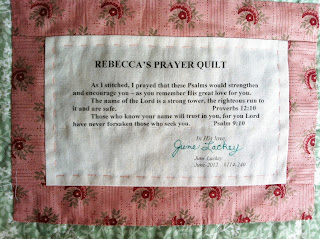 REBECCA'S PRAYER QUILT
As I stitched, I prayed that these Psalms would strengthen
and encourage you – as you remember His great love for you.
The name of the Lord is a strong tower, the righteous run to
it and are safe. Proverbs 12:10
Those who know your name will trust in you, for you Lord
have never forsaken those who seek you. Psalm 9:10
In His love,
June Lackey
June Lackey
June 2012